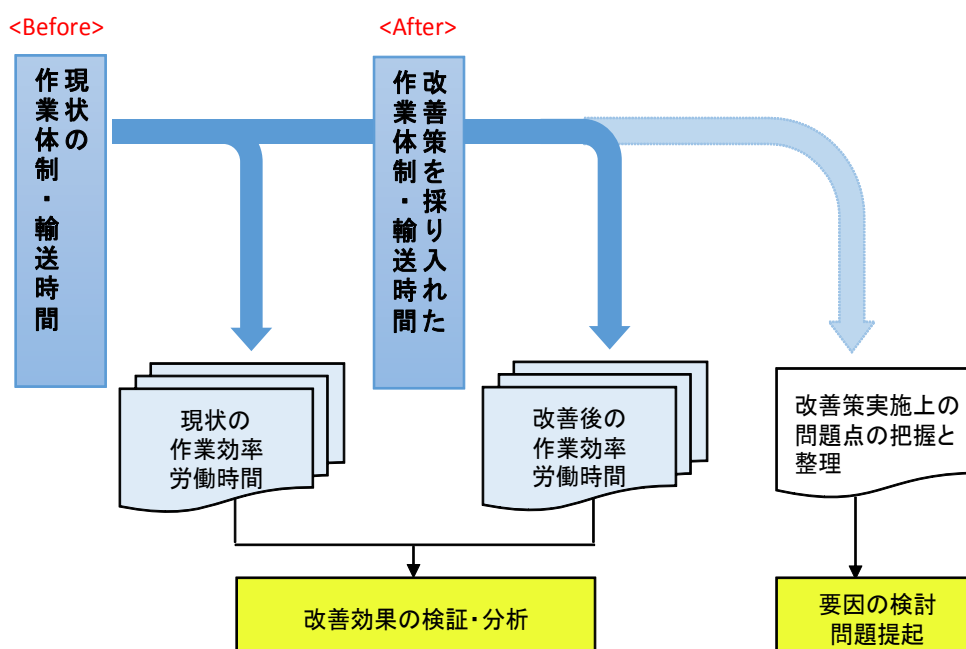 <Before>
<After>
現状の
作業体制・輸送時間
改善策を採り入れた
作業体制・輸送時間
現状の
作業効率
労働時間
改善後の
作業効率
労働時間
改善策実施上の
問題点の把握と
整理
改善効果の検証・分析
要因の検討
問題提起